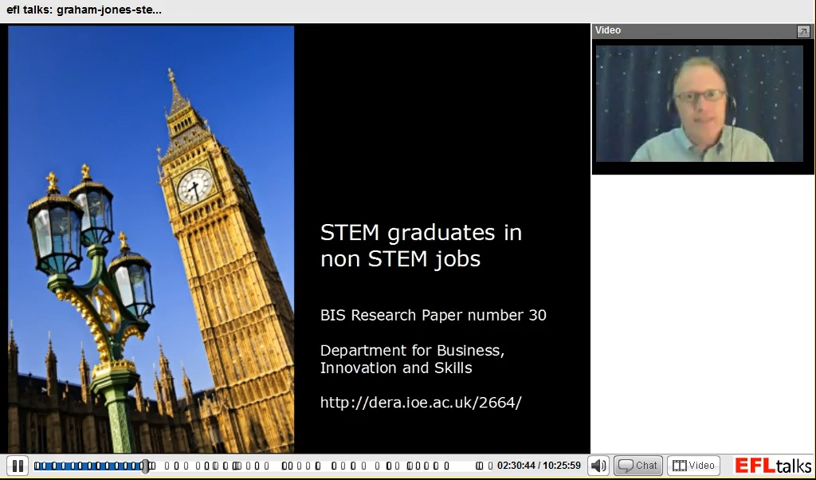 efl talks: graham-jones-ste...
Video
STEM graduates in
non STEM jobs
BIS Research Paper number 30
Department for Business,
Innovation and Skills
http://dera.ioe.ac.uk/2664/
02:30:44 / 10:25:59
Chat
Video
EFLtalks